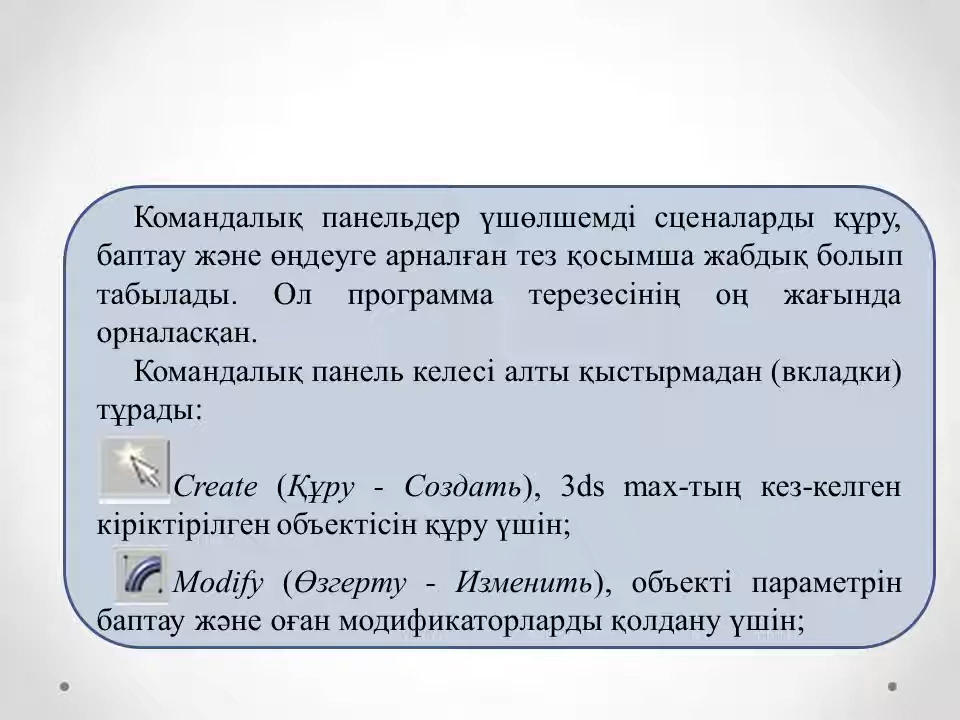 Командалық панельдер үшөлшемді сценаларды құру,
баптау және өңдеуге арналған тез қосымша жабдық болып
табылады. Ол программа терезесінің оң жағында
орналасқан.
Командалық панель келесі алты қыстырмадан (вкладки)
тұрады:
Create (Құру - Создать), 3ds max-тың кез-келген
кіріктірілген объектісін құру үшін;
Modify (Өзгерту - Изменить), объекті параметрін
баптау және оған модификаторларды қолдану үшін;